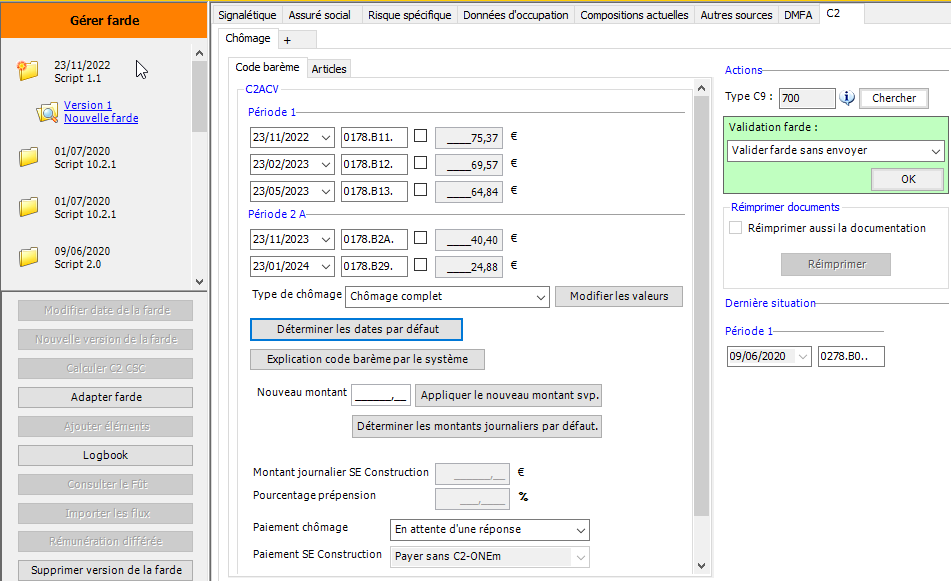 Gérer farde
23/11/2022
Script 1.1
Version 1
Nouvelle farde
01/07/2020
Script 10.2.1
01/07/2020
Script 10.2.1
09/06/2020
Script 2.0
Modifier date de la farde
Nouvelle version de la farde
Calculer C2 CSC
Adapter farde
Ajouter éléments
Logbook
Consulter le Fût
Importer les flux
Rémunération différée
Supprimer version de la farde
Signalétique Assuré social Risque spécifique Données d'occupation Compositions actuelles Autres sources DMFA C2
Chômage +
Code barème Articles
C2ACV
Période 1
23/11/2022 0178.B11. ____75,37 €
23/02/2023 0178.B12. ____69,57 €
23/05/2023 0178.B13. ____64,84 €
Période 2 A
23/11/2023 0178.B2A. ____40,40 €
23/01/2024 0178.B29. ____24,88 €
Type de chômage Chômage complet Modifier les valeurs
Déterminer les dates par défaut
Explication code barème par le système
Nouveau montant ______,__ Appliquer le nouveau montant svp.
Déterminer les montants journaliers par défaut.
Montant journalier SE Construction ______,__ €
Pourcentage prépension ___,____ %
Paiement chômage En attente d'une réponse
Paiement SE Construction Payer sans C2-ONEm
Actions
Type C9 : 700 i Chercher
Validation farde :
Valider farde sans envoyer
OK
Réimprimer documents
Réimprimer aussi la documentation
Réimprimer
Dernière situation
Période 1
09/06/2020 0278.B0..